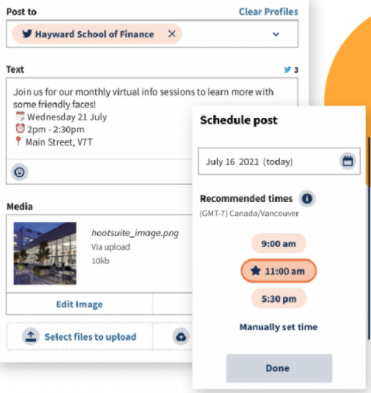 Post to
Clear Profiles
Hayward School of Finance
Text
3
Join us for our monthly virtual info sessions to learn more with
some friendly faces!
Wednesday 21 July
2pm - 2:30pm
Main Street, V7T
Media
hootsuite_image.png
Via upload
10kb
Edit Image
Select files to upload
Schedule post
July 16 2021 (today)
Recommended times
(GMT-7) Canada/Vancouver
9:00 am
11:00 am
5:30 pm
Manually set time
Done